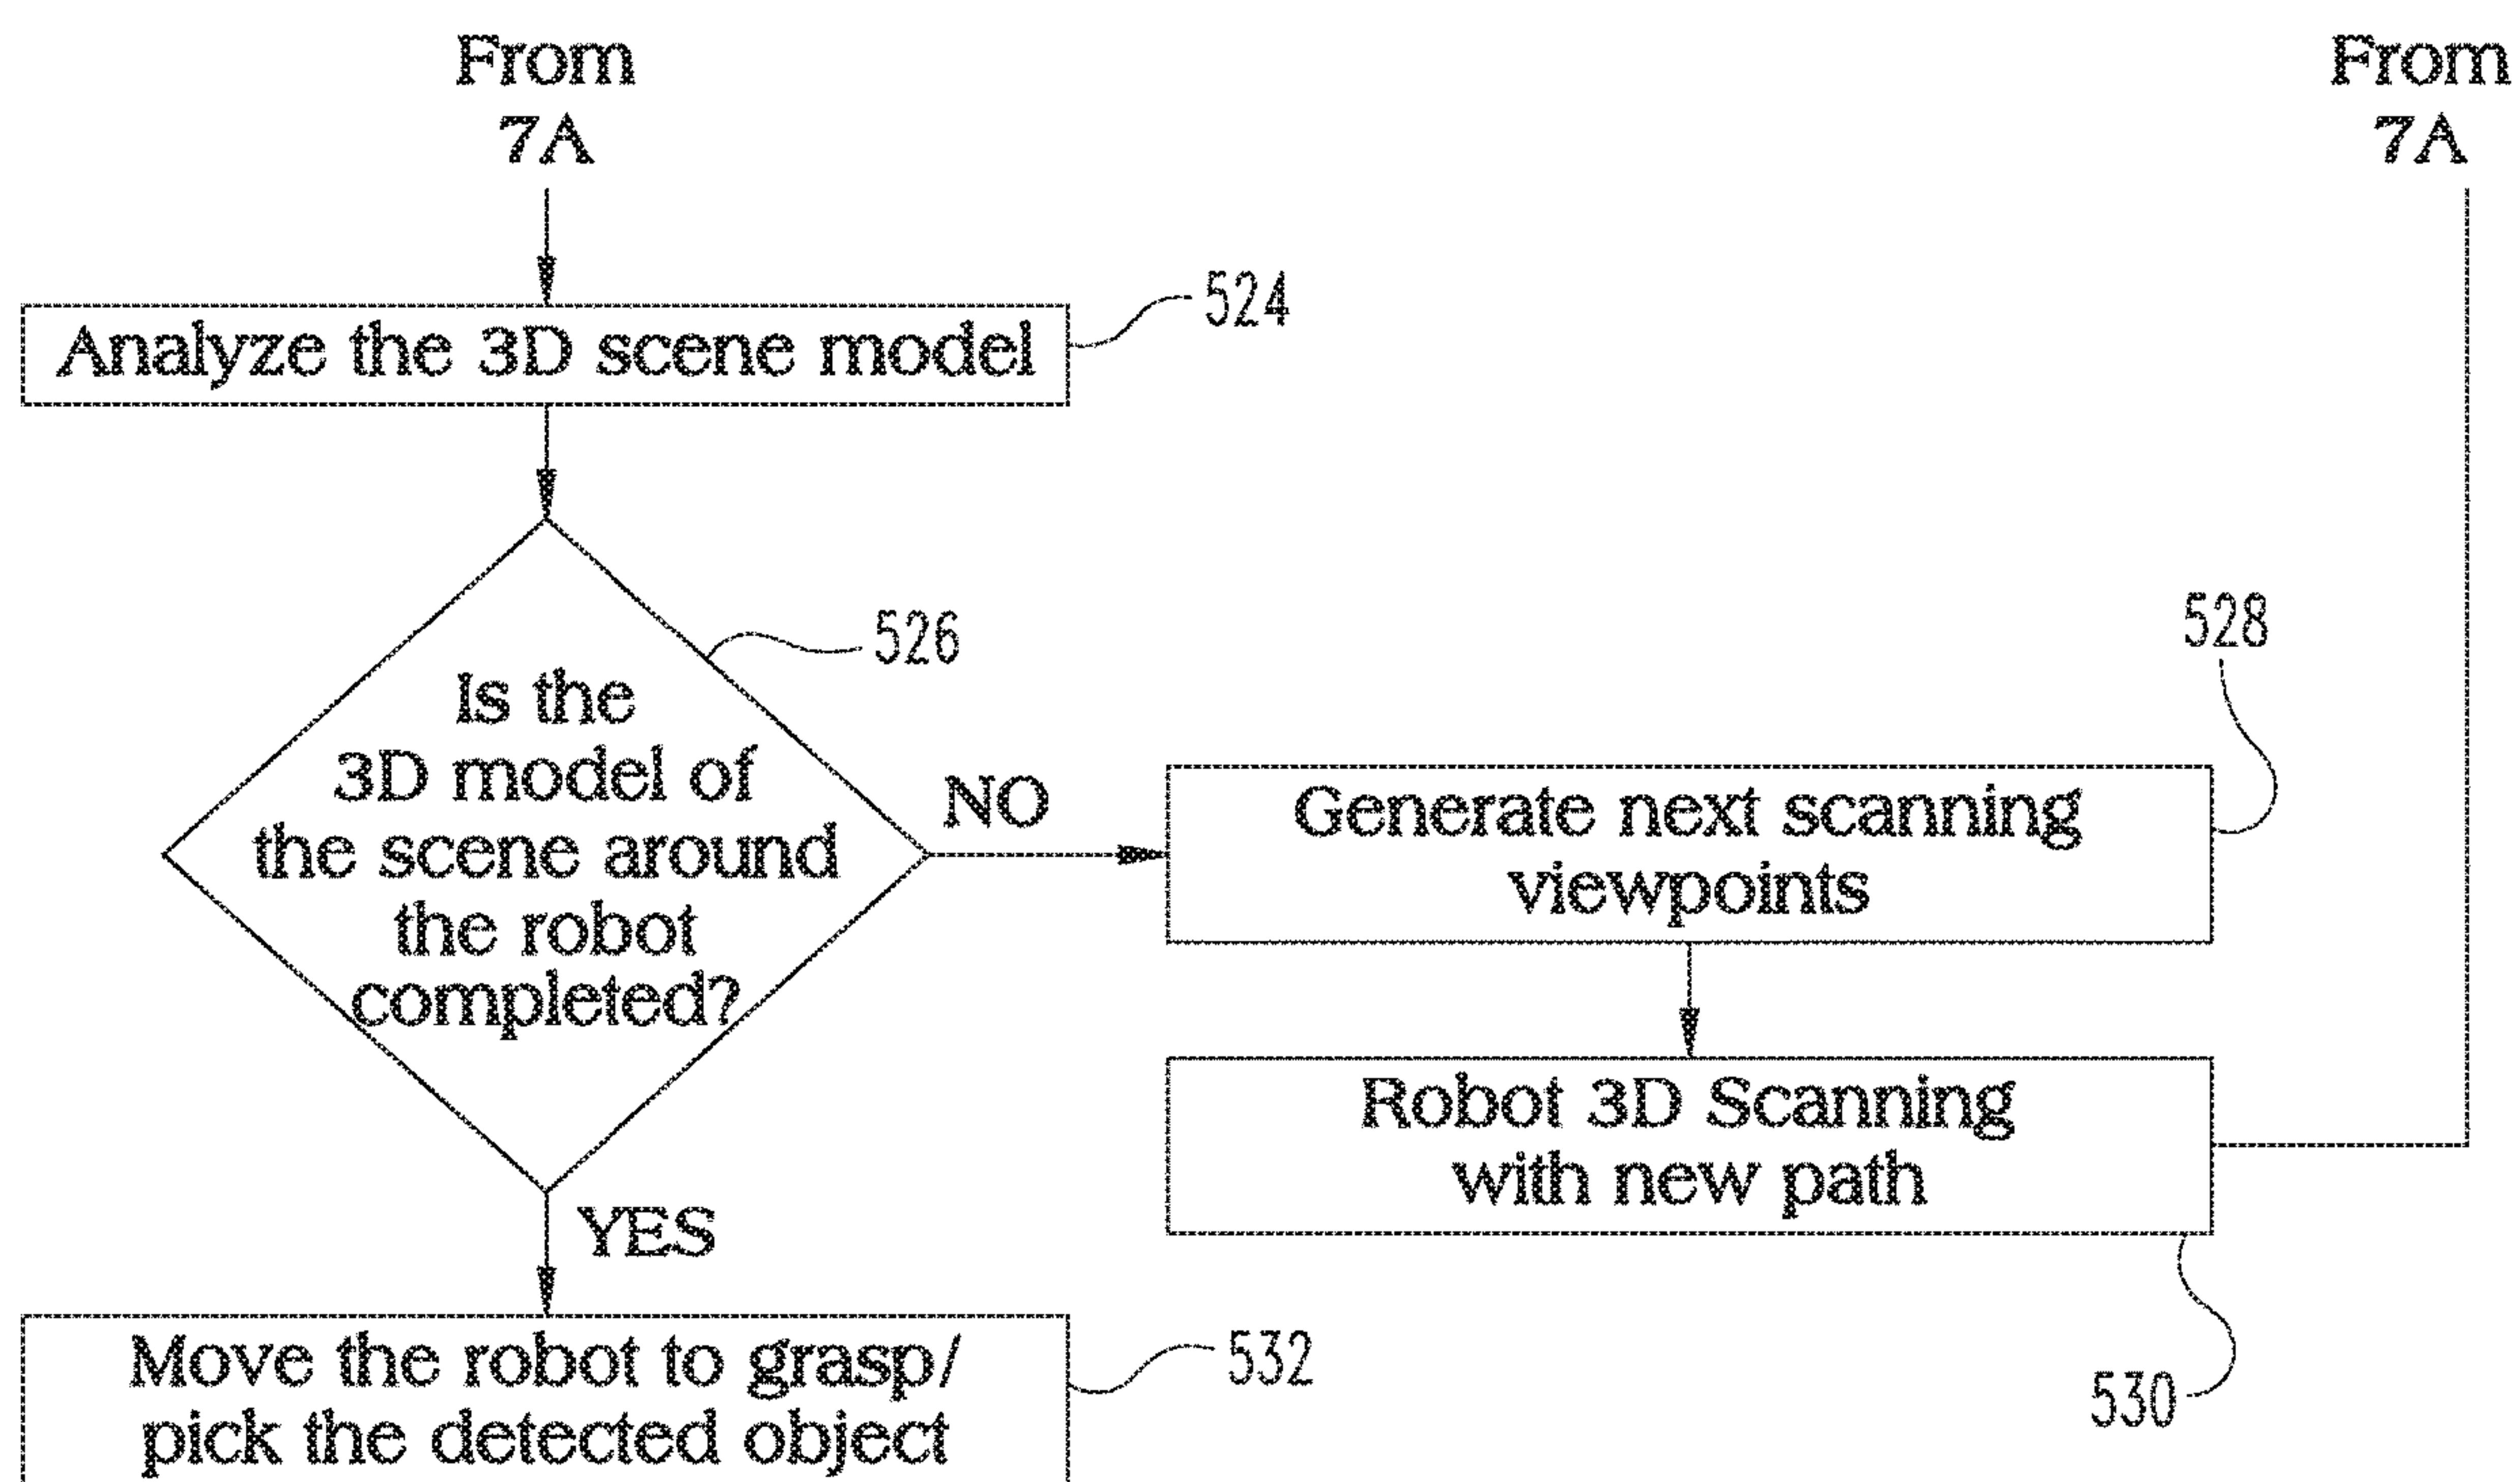 From
7A
From
7A
Analyze the 3D scene model
524
Is the
3D model of
the scene around
the robot
completed?
526
NO
528
Generate next scanning
viewpoints
Robot 3D Scanning
with new path
530
YES
Move the robot to grasp/
pick the detected object
532